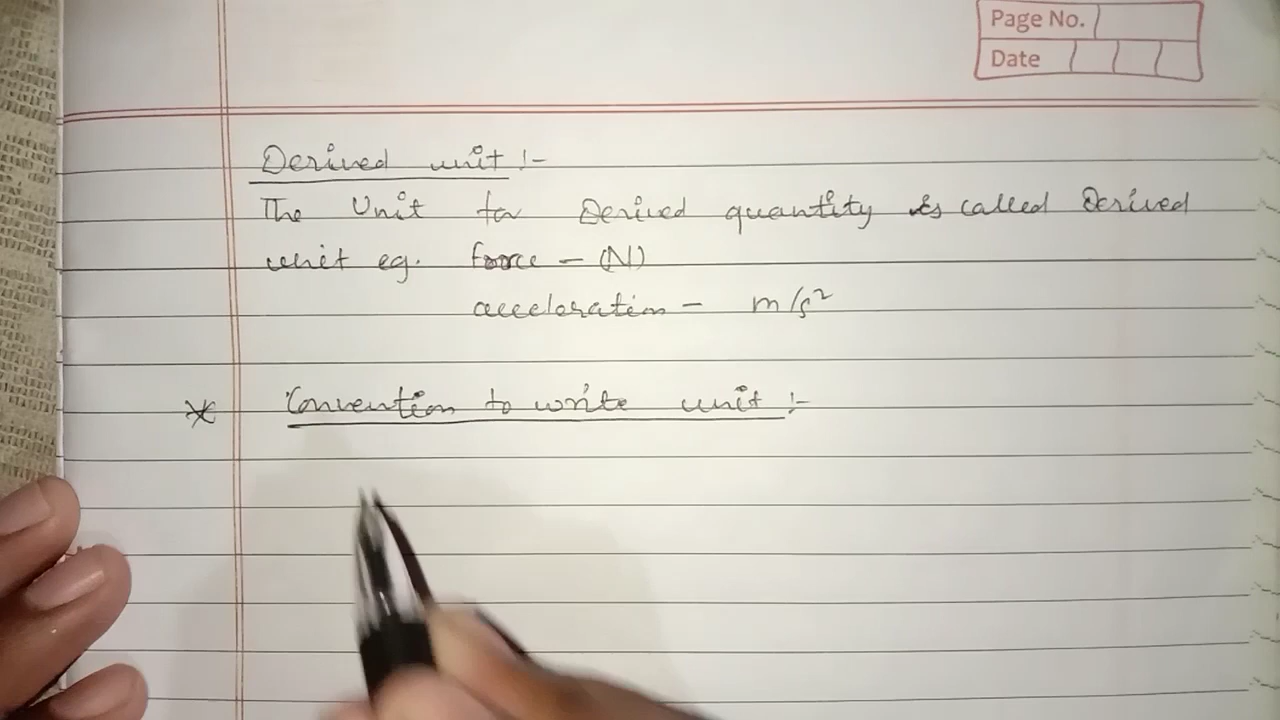 Page No.
Date
Derived unit :-
The Unit for Derived quantity is called Derived
unit eg. force - (N)
acceleration - m/s²
* Convention to write unit :-